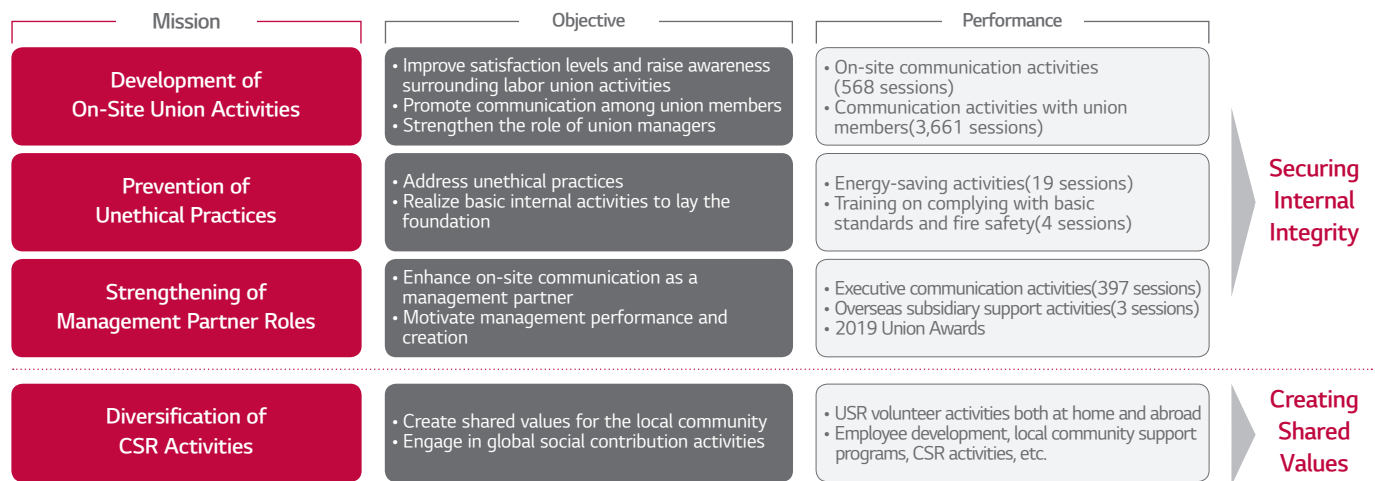 Mission
Objective
Performance
Development of
On-Site Union Activities
• Improve satisfaction levels and raise awareness
surrounding labor union activities
• Promote communication among union members
• Strengthen the role of union managers
• On-site communication activities
(568 sessions)
• Communication activities with union
members(3,661 sessions)
Prevention of
Unethical Practices
• Address unethical practices
• Realize basic internal activities to lay the
foundation
• Energy-saving activities(19 sessions)
• Training on complying with basic
standards and fire safety(4 sessions)
Strengthening of
Management Partner Roles
• Enhance on-site communication as a
management partner
• Motivate management performance and
creation
• Executive communication activities(397 sessions)
• Overseas subsidiary support activities(3 sessions)
• 2019 Union Awards
Securing
Internal
Integrity
Diversification of
CSR Activities
• Create shared values for the local community
• Engage in global social contribution activities
• USR volunteer activities both at home and abroad
• Employee development, local community support
programs, CSR activities, etc.
Creating
Shared
Values